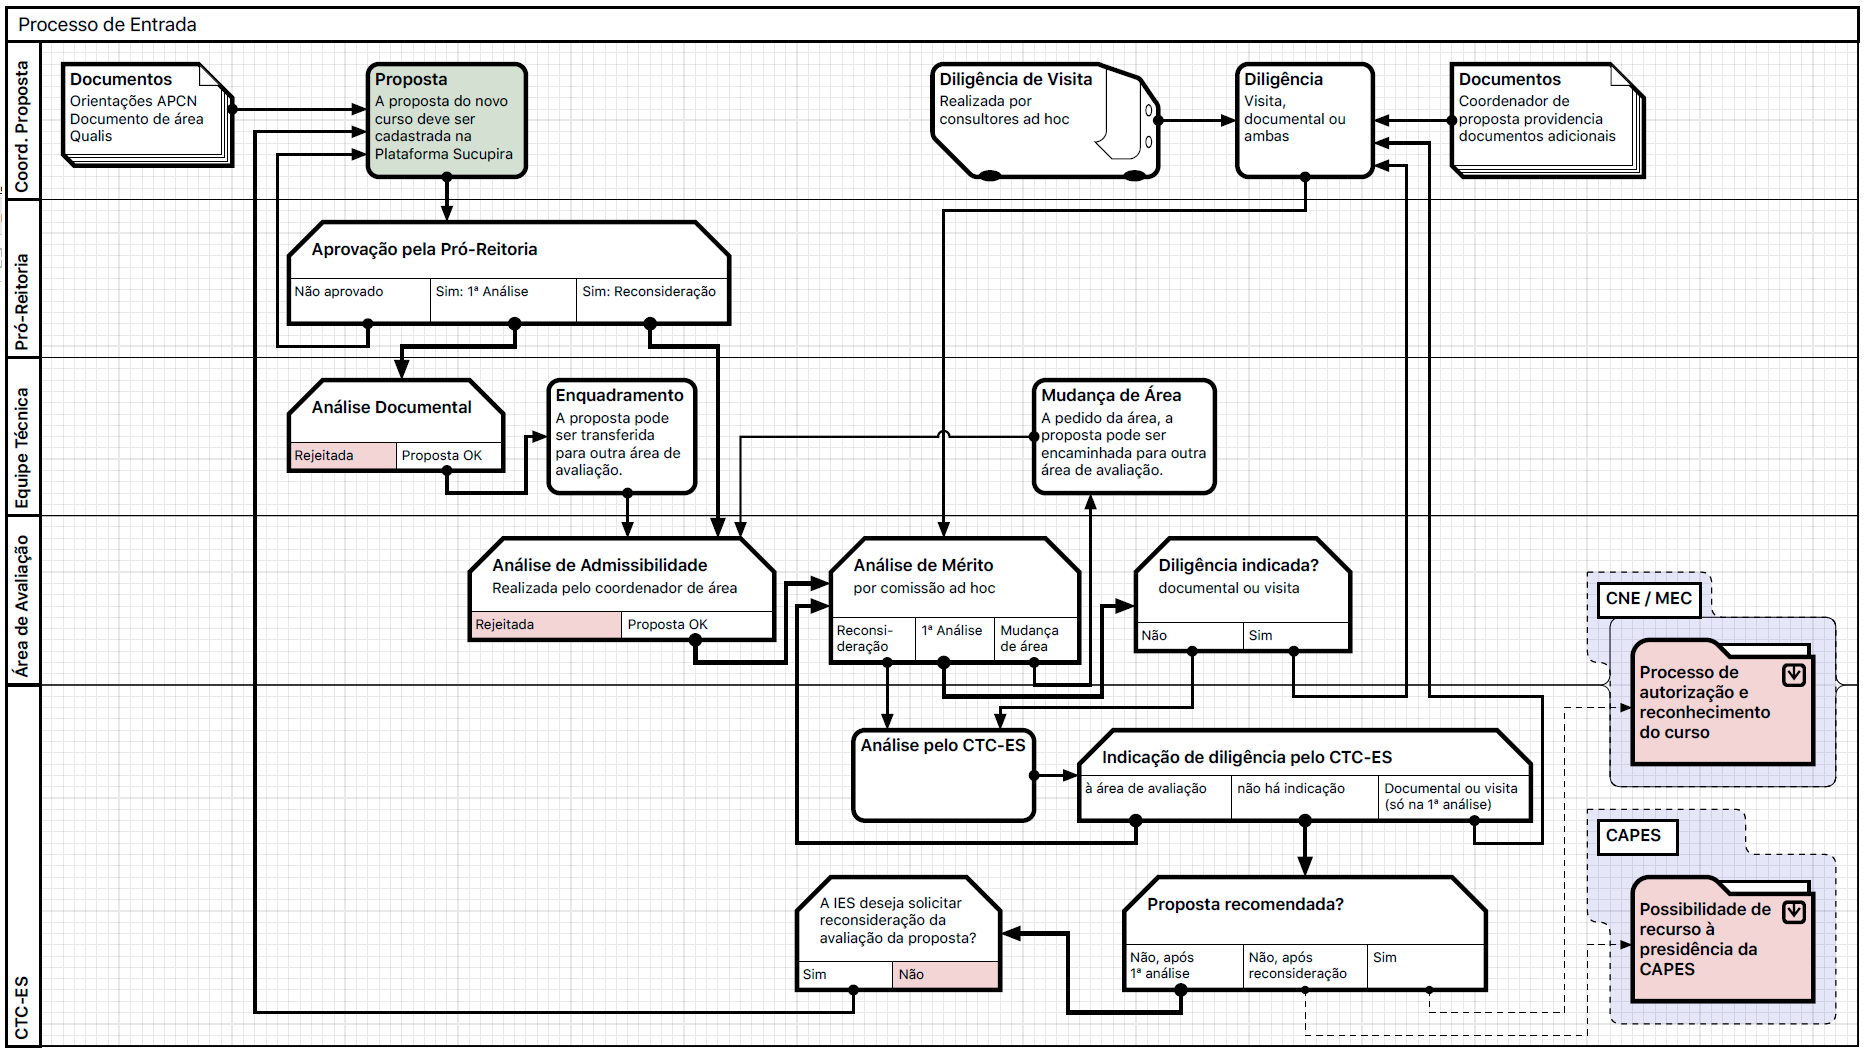 Processo de Entrada
Coord. Proposta
Documentos
Orientações APCN
Documento de área
Qualis
Proposta
A proposta do novo
curso deve ser
cadastrada na
Plataforma Sucupira
Diligência de Visita
Realizada por
consultores ad hoc
Diligência
Visita,
documental ou
ambas
Documentos
Coordenador de
proposta providencia
documentos adicionais
Pró-Reitoria
Aprovação pela Pró-Reitoria
Não aprovado
Sim: 1ª Análise
Sim: Reconsideração
Equipe Técnica
Análise Documental
Rejeitada
Proposta OK
Enquadramento
A proposta pode
ser transferida
para outra área de
avaliação.
Mudança de Área
A pedido da área, a
proposta pode ser
encaminhada para outra
área de avaliação.
Área de Avaliação
Análise de Admissibilidade
Realizada pelo coordenador de área
Rejeitada
Proposta OK
Análise de Mérito
por comissão ad hoc
Reconsi-
deração
1ª Análise
Mudança
de área
Diligência indicada?
documental ou visita
Não
Sim
CNE / MEC
Processo de
autorização e
reconhecimento
do curso
CTC-ES
Análise pelo CTC-ES
Indicação de diligência pelo CTC-ES
à área de avaliação
não há indicação
Documental ou visita
(só na 1ª análise)
CAPES
Possibilidade de
recurso à
presidência da
CAPES
A IES deseja solicitar
reconsideração da
avaliação da proposta?
Sim
Não
Proposta recomendada?
Não, após
1ª análise
Não, após
reconsideração
Sim